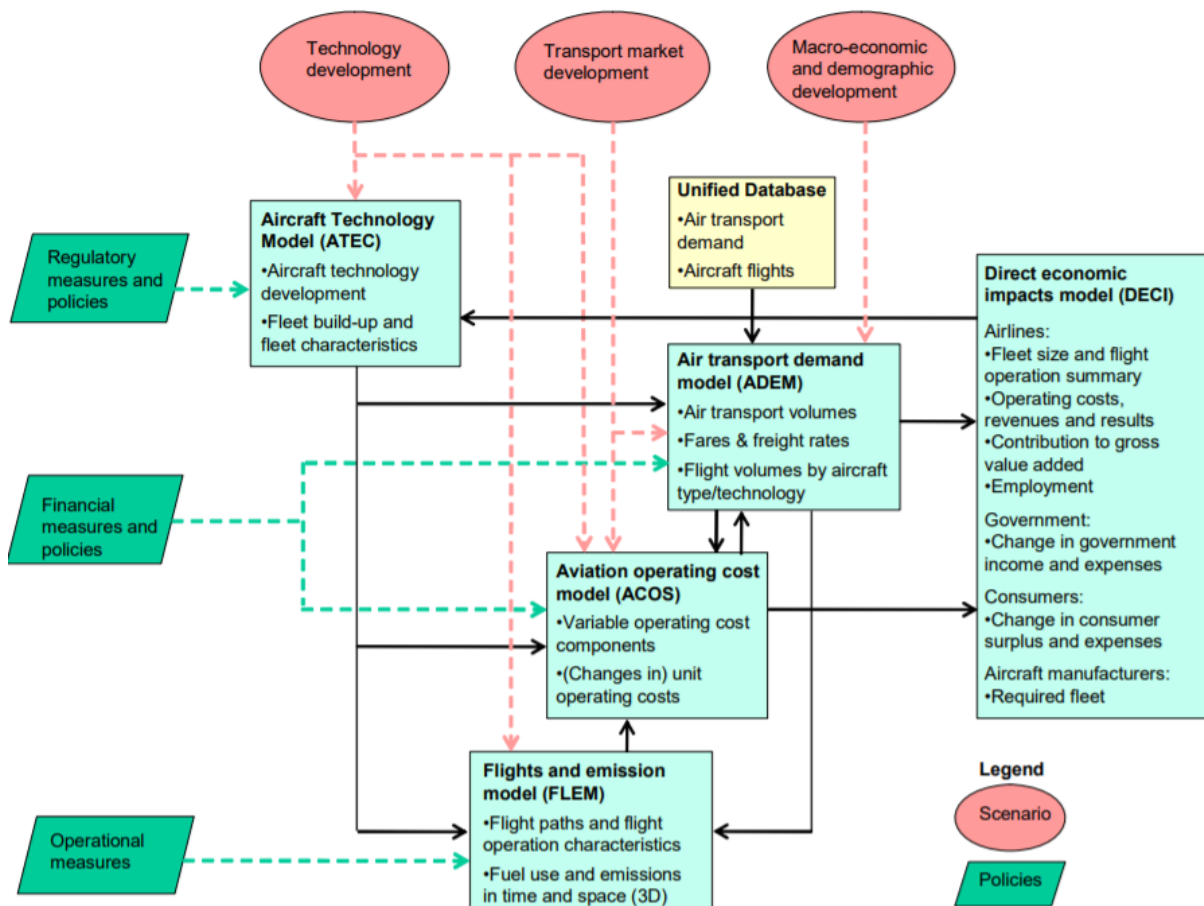 Technology
development
Transport market
development
Macro-economic
and demographic
development
Unified Database
•Air transport
demand
•Aircraft flights
Aircraft Technology
Model (ATEC)
•Aircraft technology
development
•Fleet build-up and
fleet characteristics
Regulatory
measures and
policies
Direct economic
impacts model (DECI)
Airlines:
•Fleet size and flight
operation summary
•Operating costs,
revenues and results
•Contribution to gross
value added
•Employment
Government:
•Change in government
income and expenses
Consumers:
•Change in consumer
surplus and expenses
Aircraft manufacturers:
•Required fleet
Air transport demand
model (ADEM)
•Air transport volumes
•Fares & freight rates
•Flight volumes by aircraft
type/technology
Financial
measures and
policies
Aviation operating cost
model (ACOS)
•Variable operating cost
components
•(Changes in) unit
operating costs
Flights and emission
model (FLEM)
•Flight paths and flight
operation characteristics
•Fuel use and emissions
in time and space (3D)
Operational
measures
Legend
Scenario
Policies